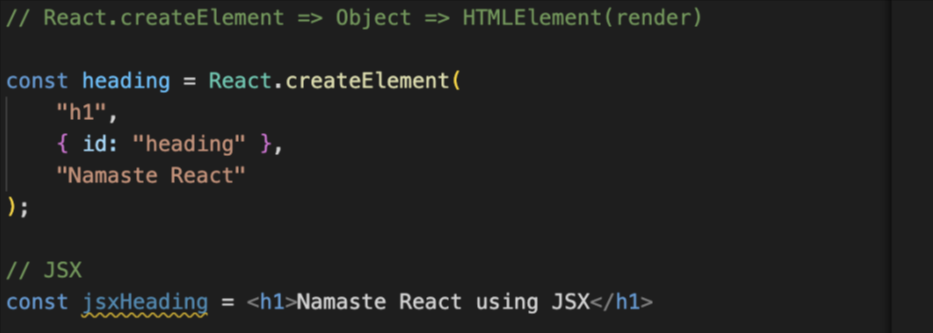 // React.createElement => Object => HTMLElement(render)
const heading = React.createElement(
"h1",
{ id: "heading" },
"Namaste React"
);
// JSX
const jsxHeading = <h1>Namaste React using JSX</h1>